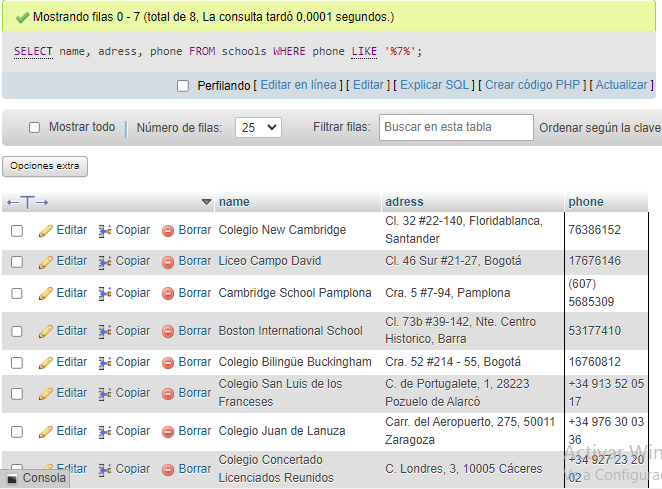 Mostrando filas 0 - 7 (total de 8, La consulta tardó 0,0001 segundos.)
SELECT name, adress, phone FROM schools WHERE phone LIKE '%7%';
Perfilando [ Editar en línea ] [ Editar ] [ Explicar SQL ] [ Crear código PHP ] [ Actualizar ]
Mostrar todo Número de filas: 25 Filtrar filas: Buscar en esta tabla Ordenar según la clave
Opciones extra
←T→ name adress phone
Editar Copiar Borrar Colegio New Cambridge Cl. 32 #22-140, Floridablanca, 76386152
Santander
Editar Copiar Borrar Liceo Campo David Cl. 46 Sur #21-27, Bogotá 17676146
Editar Copiar Borrar Cambridge School Pamplona Cra. 5 #7-94, Pamplona (607)
5685309
Editar Copiar Borrar Boston International School Cl. 73b #39-142, Nte. Centro 53177410
Historico, Barra
Editar Copiar Borrar Colegio Bilingüe Buckingham Cra. 52 #214 - 55, Bogotá 16760812
Editar Copiar Borrar Colegio San Luis de los C. de Portugalete, 1, 28223 +34 913 52 05
Franceses Pozuelo de Alarcó 17
Editar Copiar Borrar Colegio Juan de Lanuza Carr. del Aeropuerto, 275, 50011 +34 976 30 03
Zaragoza 36
Editar Copiar Borrar Colegio Concertado C. Londres, 3, 10005 Cáceres +34 927 23 20
Licenciados Reunidos 02
Activar Win
Ve a Configurac
Consola